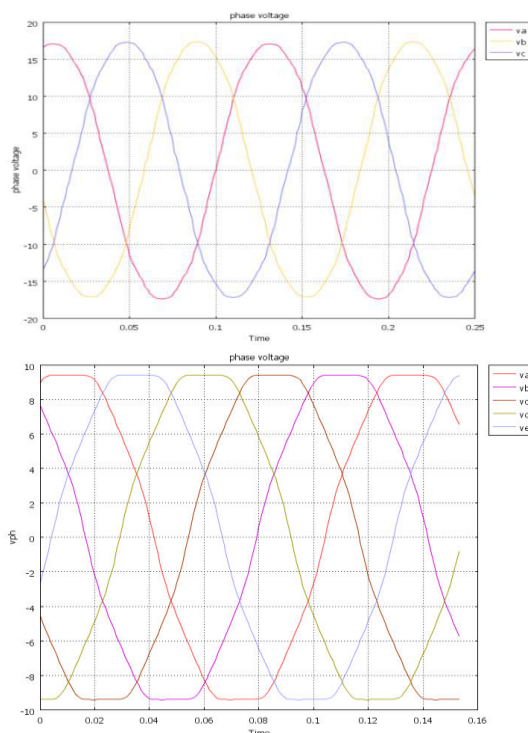 phase voltage
va
vb
vc
20
15
10
5
0
-5
-10
-15
-20
phase voltage
0
0.05
0.1
0.15
0.2
0.25
Time
phase voltage
va
vb
vc
vd
ve
10
8
6
4
2
0
-2
-4
-6
-8
-10
vph
0
0.02
0.04
0.06
0.08
0.1
0.12
0.14
0.16
Time